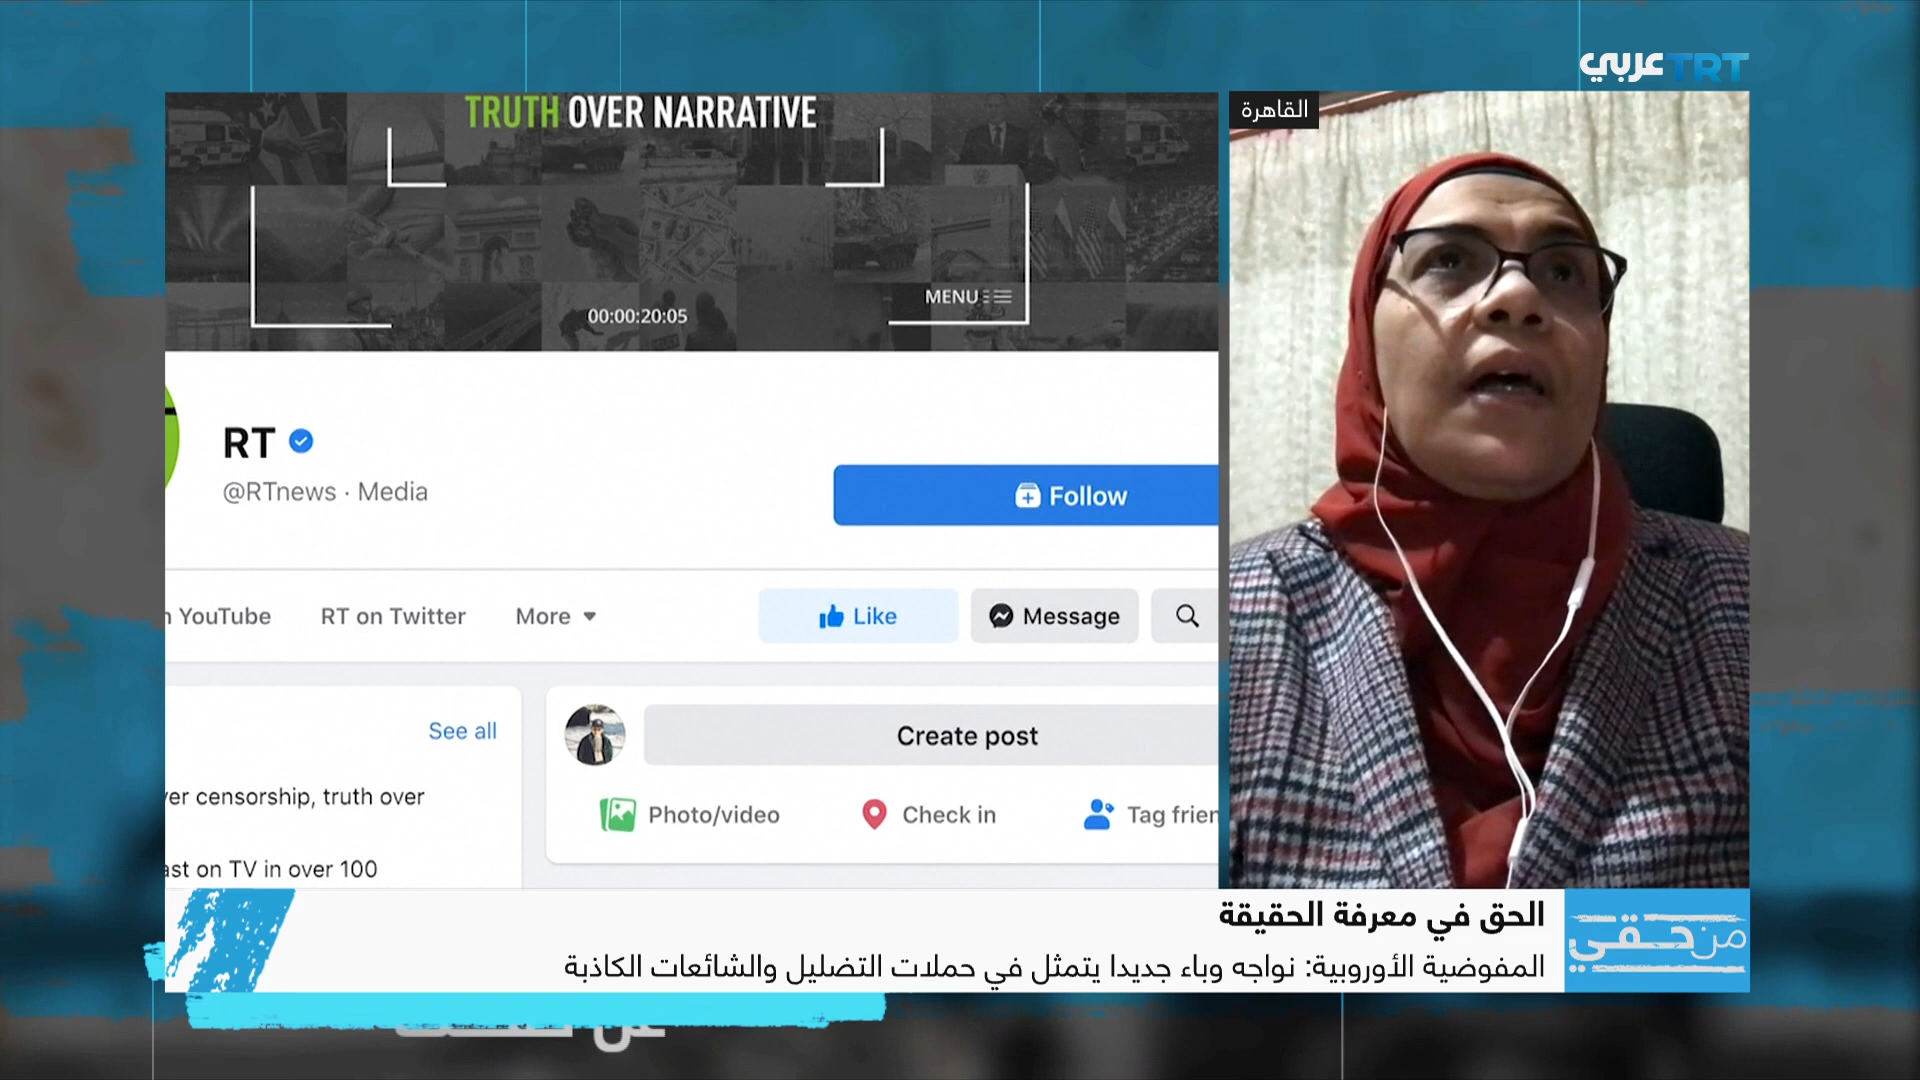 TRT عربي
القاهرة
TRUTH OVER NARRATIVE
MENU
00:00:20:05
RT
@RTnews · Media
Follow
YouTube
RT on Twitter
More
Like
Message
See all
Create post
er censorship, truth over
Photo/video
Check in
Tag frien
ast on TV in over 100
الحق في معرفة الحقيقة
المفوضية الأوروبية: نواجه وباء جديدا يتمثل في حملات التضليل والشائعات الكاذبة
من حقي